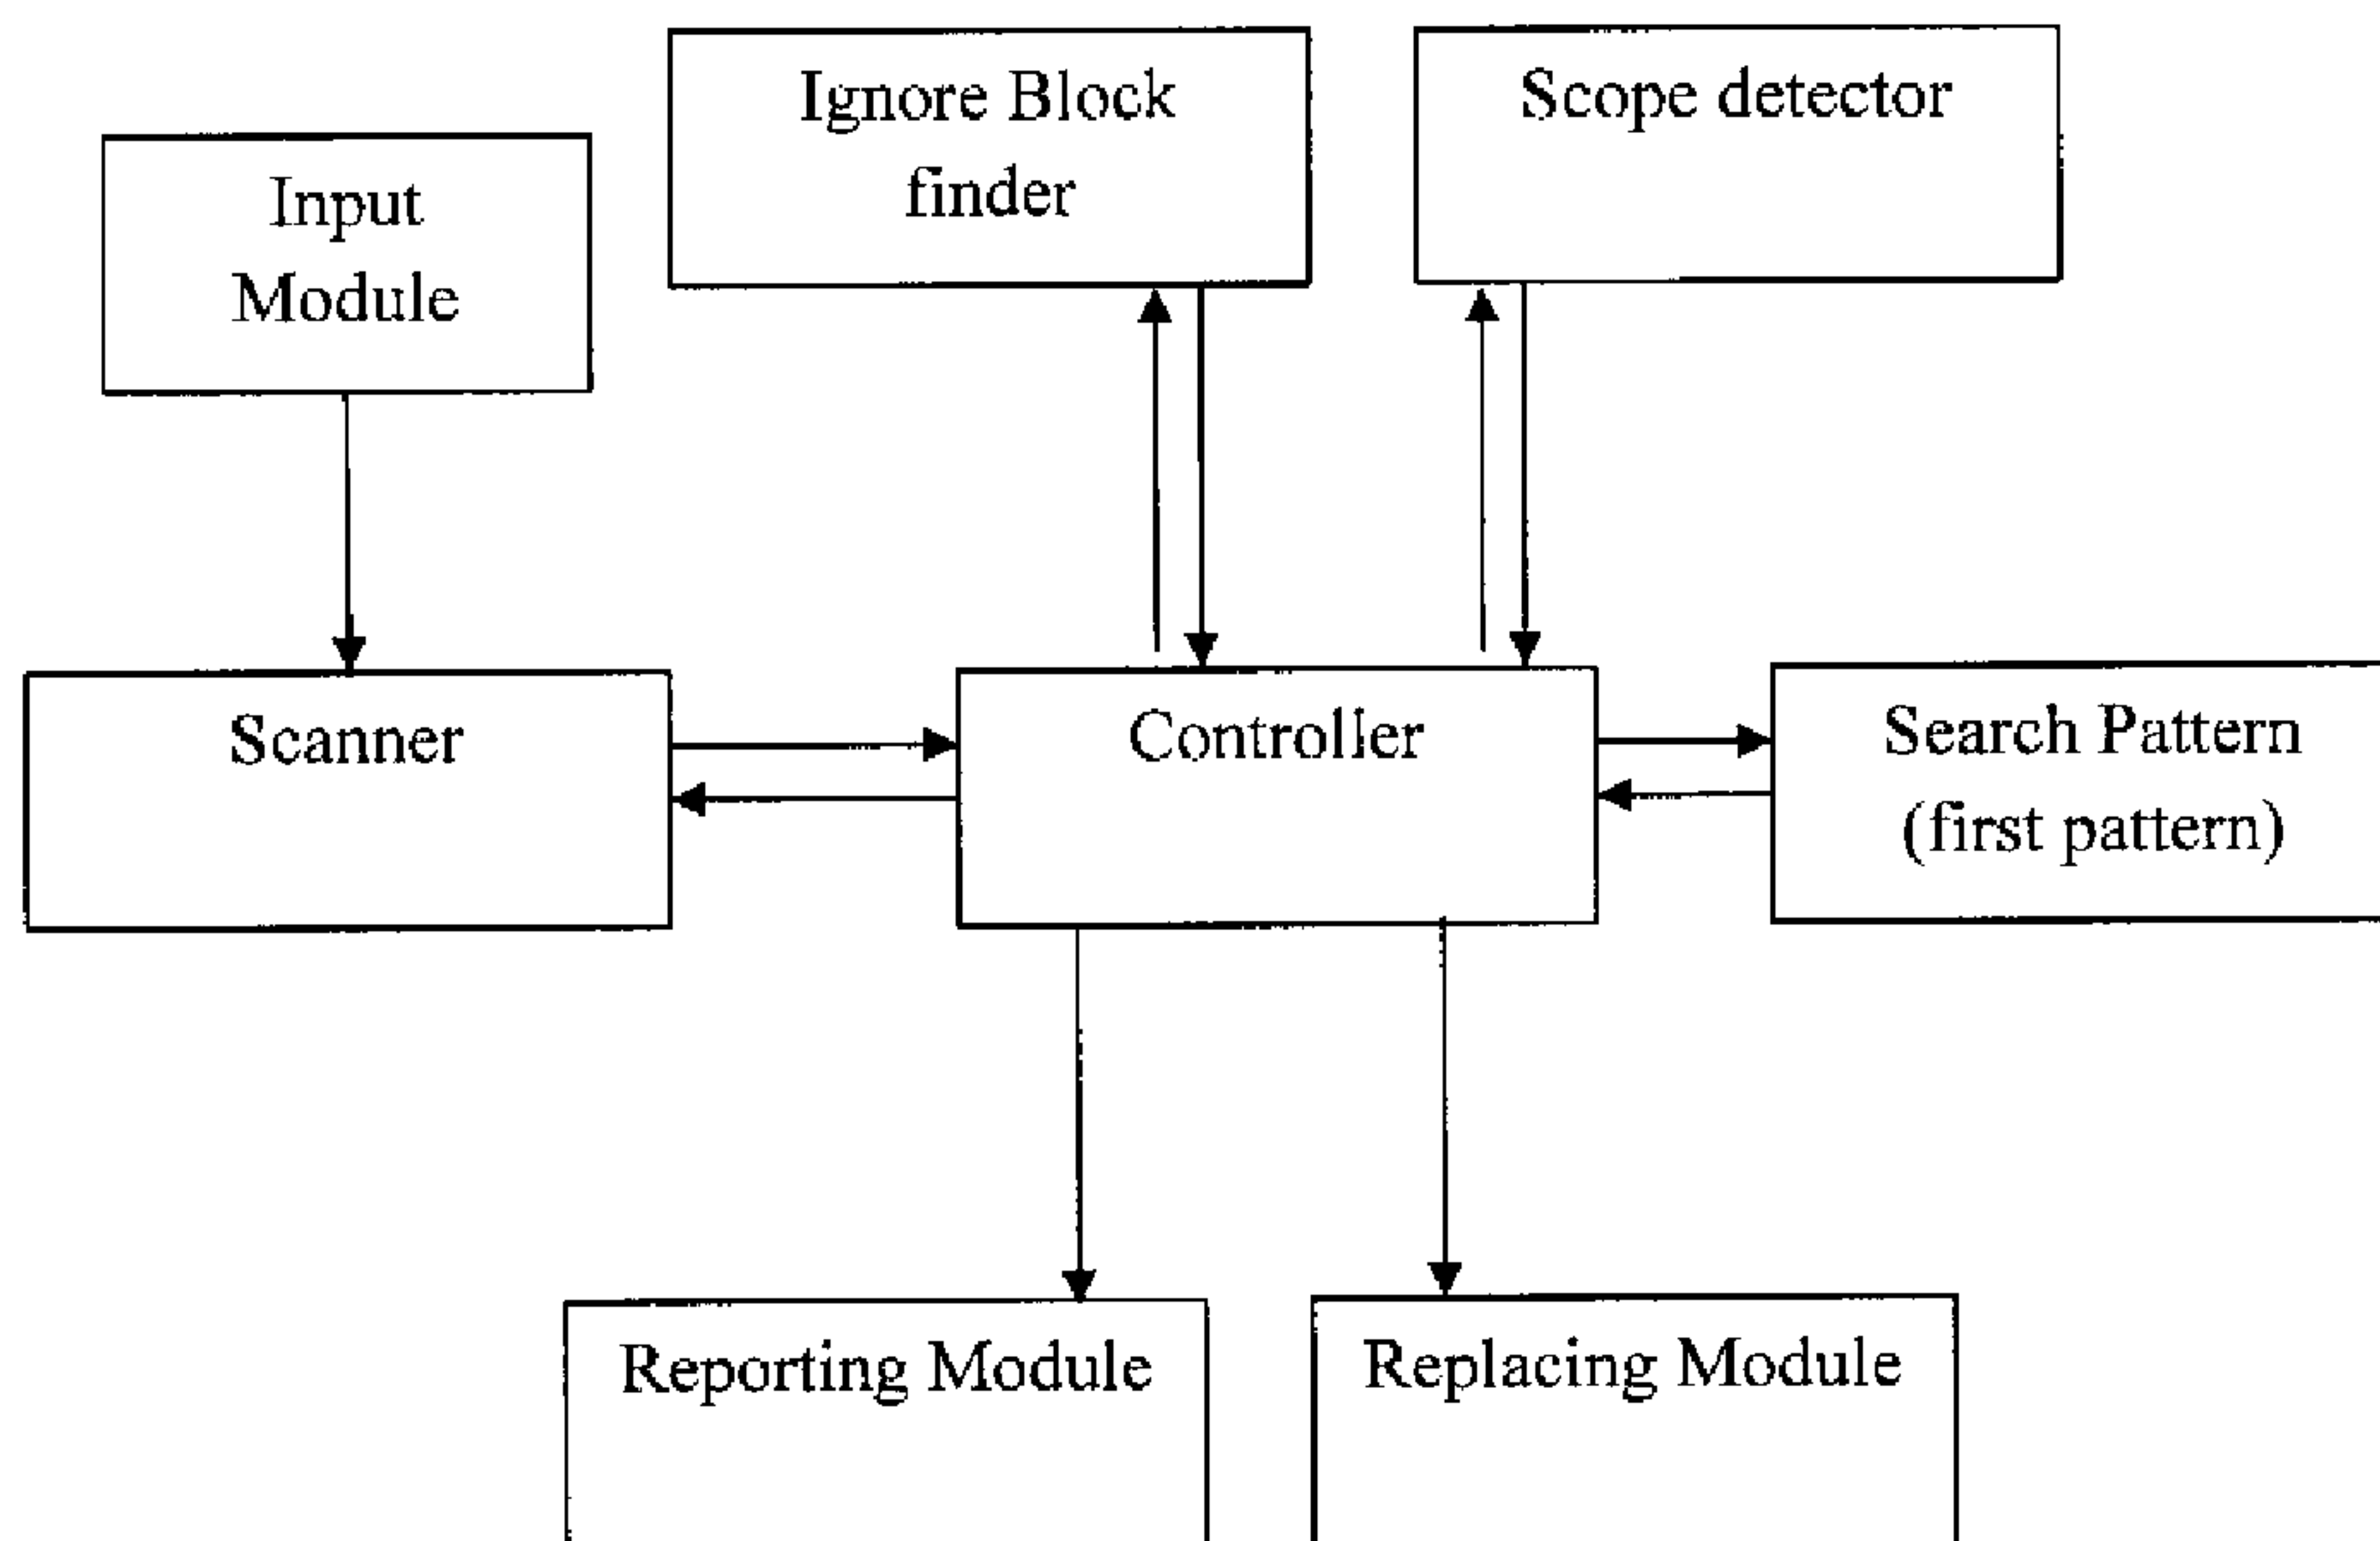 Ignore Block
finder
Scope detector
Input
Module
Scanner
Controller
Search Pattern
(first pattern)
Reporting Module
Replacing Module